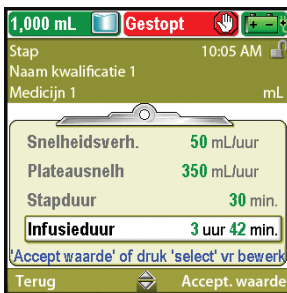 1,000 mL Gestopt
Stap 10:05 AM
Naam kwalificatie 1
Medicijn 1 mL
Snelheidsverh. 50 mL/uur
Plateausnelh 350 mL/uur
Stapduur 30 min.
Infusieduur 3 uur 42 min.
'Accept waarde' of druk 'select' vr bewerk
Terug Accept. waarde